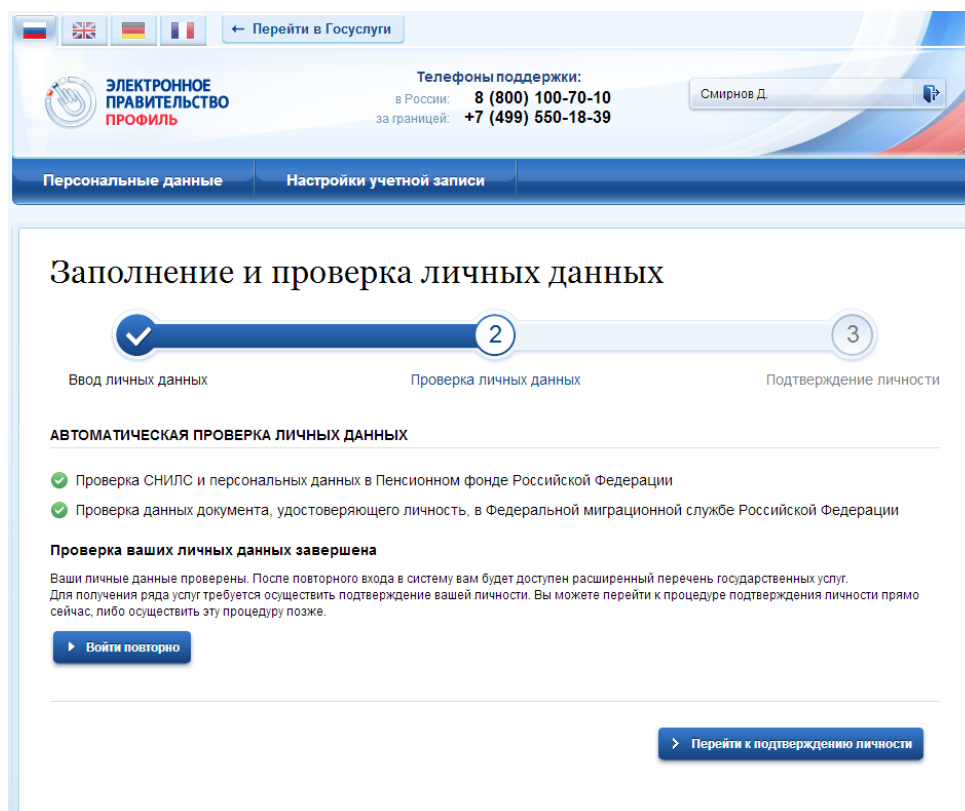 ← Перейти в Госуслуги
ЭЛЕКТРОННОЕ
ПРАВИТЕЛЬСТВО
ПРОФИЛЬ
Телефоны поддержки:
в России: 8 (800) 100-70-10
за границей: +7 (499) 550-18-39
Смирнов Д.
Персональные данные
Настройки учетной записи
Заполнение и проверка личных данных
2
3
Ввод личных данных
Проверка личных данных
Подтверждение личности
АВТОМАТИЧЕСКАЯ ПРОВЕРКА ЛИЧНЫХ ДАННЫХ
Проверка СНИЛС и персональных данных в Пенсионном фонде Российской Федерации
Проверка данных документа, удостоверяющего личность, в Федеральной миграционной службе Российской Федерации
Проверка ваших личных данных завершена
Ваши личные данные проверены. После повторного входа в систему вам будет доступен расширенный перечень государственных услуг.
Для получения ряда услуг требуется осуществить подтверждение вашей личности. Вы можете перейти к процедуре подтверждения личности прямо
сейчас, либо осуществить эту процедуру позже.
Войти повторно
Перейти к подтверждению личности